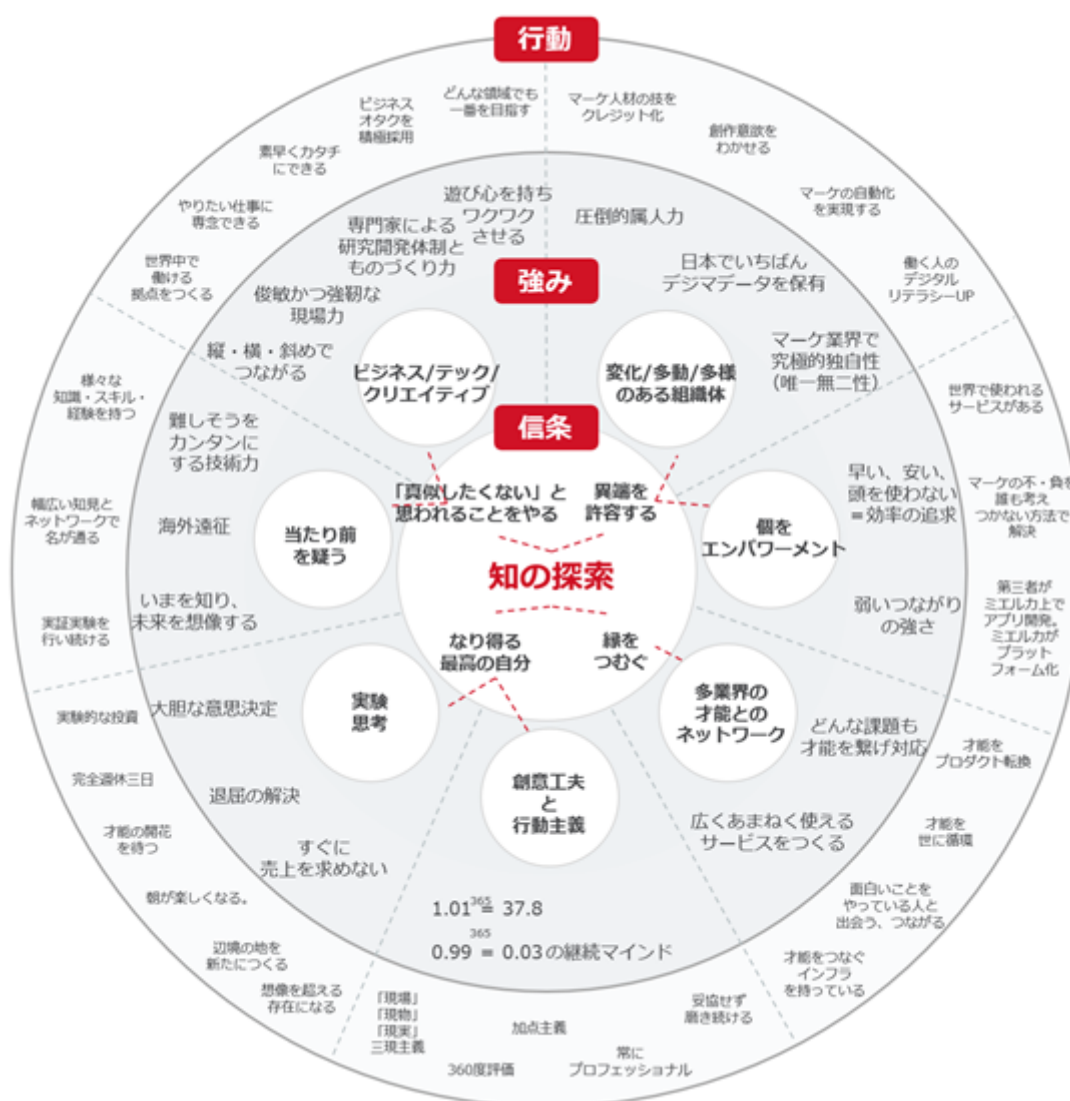 行動
どんな領域でも
一番を目指す
ビジネス
オタクを
積極採用
素早くカタチ
にできる
やりたい仕事に
専念できる
世界中で
働ける
拠点をつくる
マーケ人材の技を
クレジット化
創作意欲を
わかせる
マーケの自動化
を実現する
働く人の
デジタル
リテラシーUP
遊び心を持ち
ワクワク
させる
専門家による
研究開発体制と
ものづくり力
俊敏かつ強靭な
現場力
縦・横・斜めで
つながる
圧倒的属人力
日本でいちばん
デジマデータを保有
マーケ業界で
究極的独自性
(唯一無二性)
強み
ビジネス/テック/
クリエイティブ
変化/多動/多様
のある組織体
信条
様々な
知識・スキル・
経験を持つ
幅広い知見と
ネットワークで
名が通る
実証実験を
行い続ける
難しそうを
カンタンに
する技術力
海外遠征
いまを知り、
未来を想像する
当たり前
を疑う
「真似したくない」と
思われることをやる
異端を
許容する
知の探索
なり得る
最高の自分
縁を
つむぐ
個を
エンパワーメント
早い、安い、
頭を使わない
=効率の追求
弱いつながり
の強さ
世界で使われる
サービスがある
マーケの不・負を
誰も考え
つかない方法で
解決
第三者が
ミエルカ上で
アプリ開発。
ミエルカが
プラット
フォーム化
実験
思考
創意工夫
と
行動主義
多業界の
才能との
ネットワーク
大胆な意思決定
退屈の解決
すぐに
売上を求めない
どんな課題も
才能を繋げ対応
広くあまねく使える
サービスをつくる
1.01³⁶⁵ = 37.8
0.99³⁶⁵ = 0.03の継続マインド
実験的な投資
完全週休三日
才能の開花
を待つ
朝が楽しくなる。
辺境の地を
新たにつくる
想像を超える
存在になる
「現場」
「現物」
「現実」
三現主義
加点主義
360度評価
常に
プロフェッショナル
妥協せず
磨き続ける
才能を
プロダクト転換
才能を
世に循環
面白いことを
やっている人と
出会う、つながる
才能をつなぐ
インフラ
を持っている